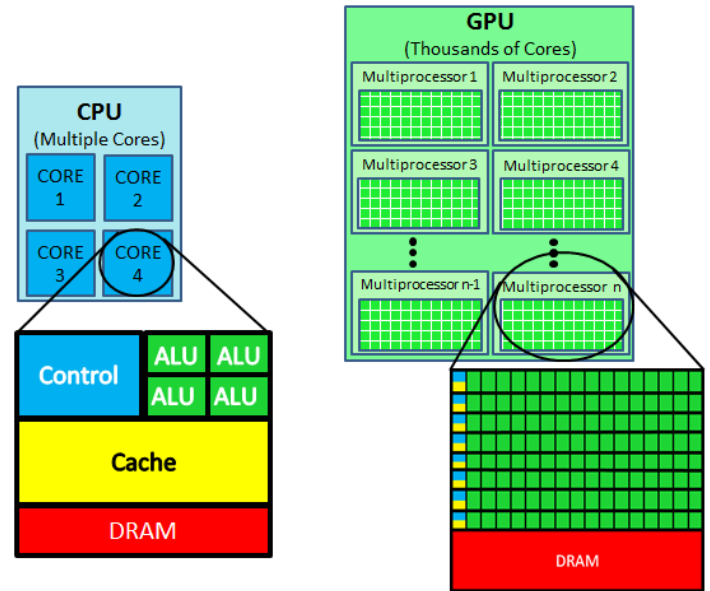 CPU
(Multiple Cores)
CORE
1
CORE
2
CORE
3
CORE
4
Control
ALU ALU
ALU ALU
Cache
DRAM
GPU
(Thousands of Cores)
Multiprocessor 1
Multiprocessor 2
Multiprocessor 3
Multiprocessor 4
Multiprocessor n-1
Multiprocessor n
DRAM